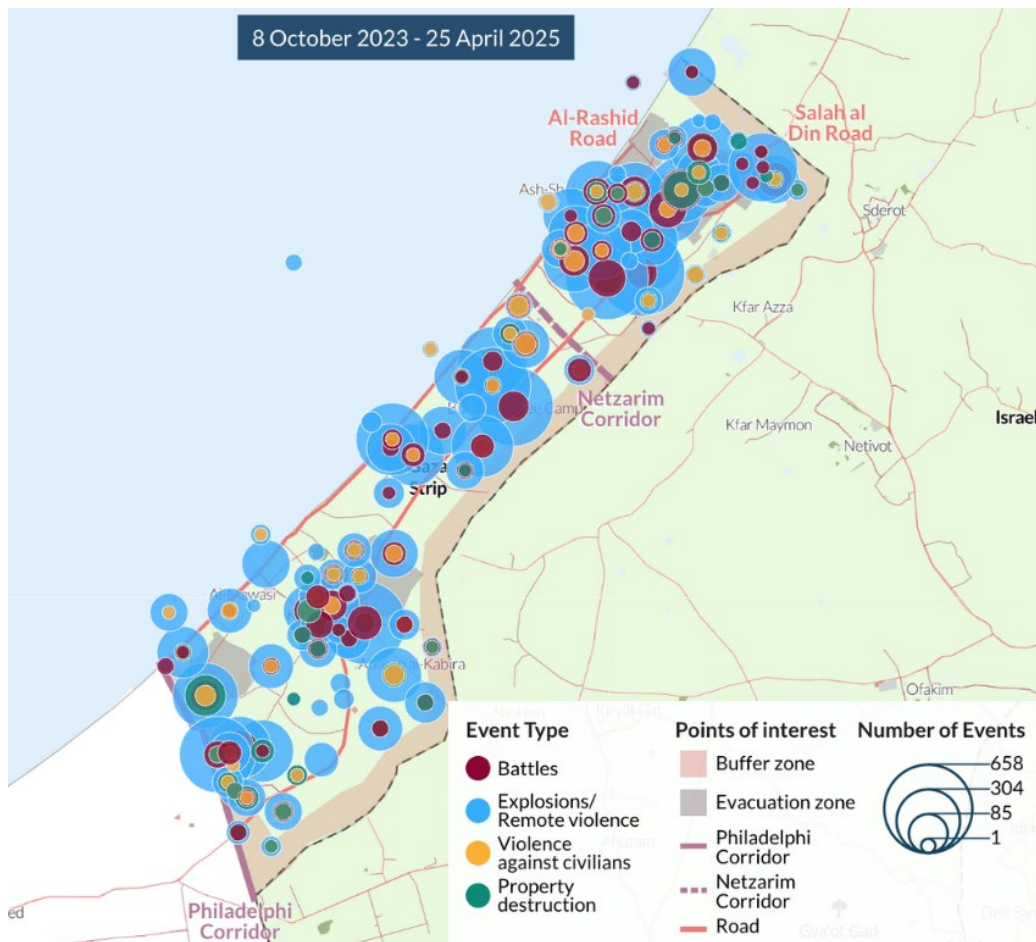 8 October 2023 - 25 April 2025
Al-Rashid
Road
Salah al
Din Road
Sderot
Kfar Azza
Netzarim
Corridor
Israel
Kfar Maymon
Netivot
Strip
Ofakim
Event Type
Battles
Explosions/
Remote violence
Violence
against civilians
Property
destruction
Points of interest
Buffer zone
Evacuation zone
Philadelphi
Corridor
Netzarim
Corridor
Road
Number of Events
658
304
85
1
Philadelphi
Corridor